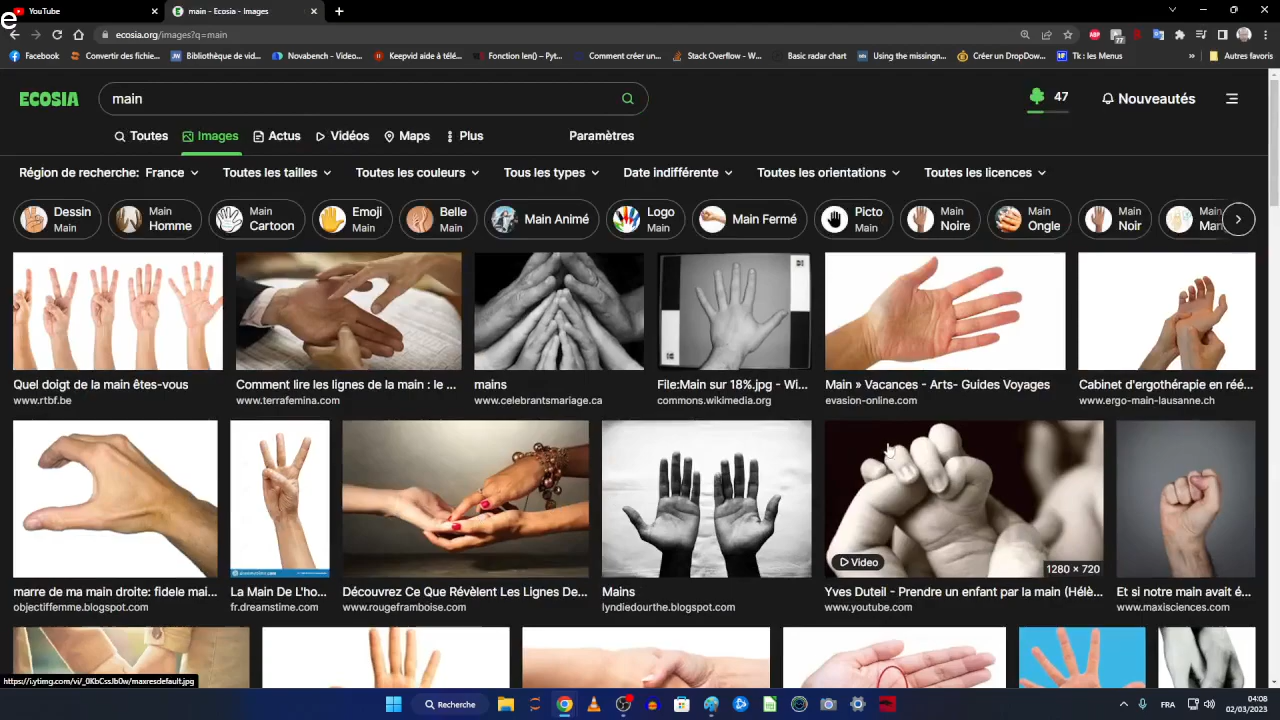 e
YouTube
main - Ecosia - Images
ecosia.org/images?q=main
Facebook
Convertir des fichie...
Bibliothèque de vid...
Novabench - Video...
Keepvid aide à télé...
Fonction len() – Pyt...
Comment créer un...
Stack Overflow - W...
Basic radar chart
Using the missingn...
Créer un DropDow...
Tk : les Menus
»
Autres favoris
ECOSIA
main
47
Nouveautés
Toutes
Images
Actus
Vidéos
Maps
Plus
Paramètres
Région de recherche: France
Toutes les tailles
Toutes les couleurs
Tous les types
Date indifférente
Toutes les orientations
Toutes les licences
Dessin
Main
Main
Homme
Main
Cartoon
Emoji
Main
Belle
Main
Main Animé
Logo
Main
Main Fermé
Picto
Main
Main
Noire
Main
Ongle
Main
Noir
Quel doigt de la main êtes-vous
www.rtbf.be
Comment lire les lignes de la main : le ...
www.terrafemina.com
mains
www.celebrantsmariage.ca
File:Main sur 18%.jpg - Wi...
commons.wikimedia.org
Main » Vacances - Arts- Guides Voyages
evasion-online.com
Cabinet d'ergothérapie en réé...
www.ergo-main-lausanne.ch
Video
1280 × 720
marre de ma main droite: fidele mai...
objectiffemme.blogspot.com
La Main De L'ho...
fr.dreamstime.com
Découvrez Ce Que Révèlent Les Lignes De...
www.rougeframboise.com
Mains
lyndiedourthe.blogspot.com
Yves Duteil - Prendre un enfant par la main (Hélè...
www.youtube.com
Et si notre main avait é...
www.maxisciences.com
https://i.ytimg.com/vi/_0KbCssJb0w/maxresdefault.jpg
Recherche
FRA
04:08
02/03/2023